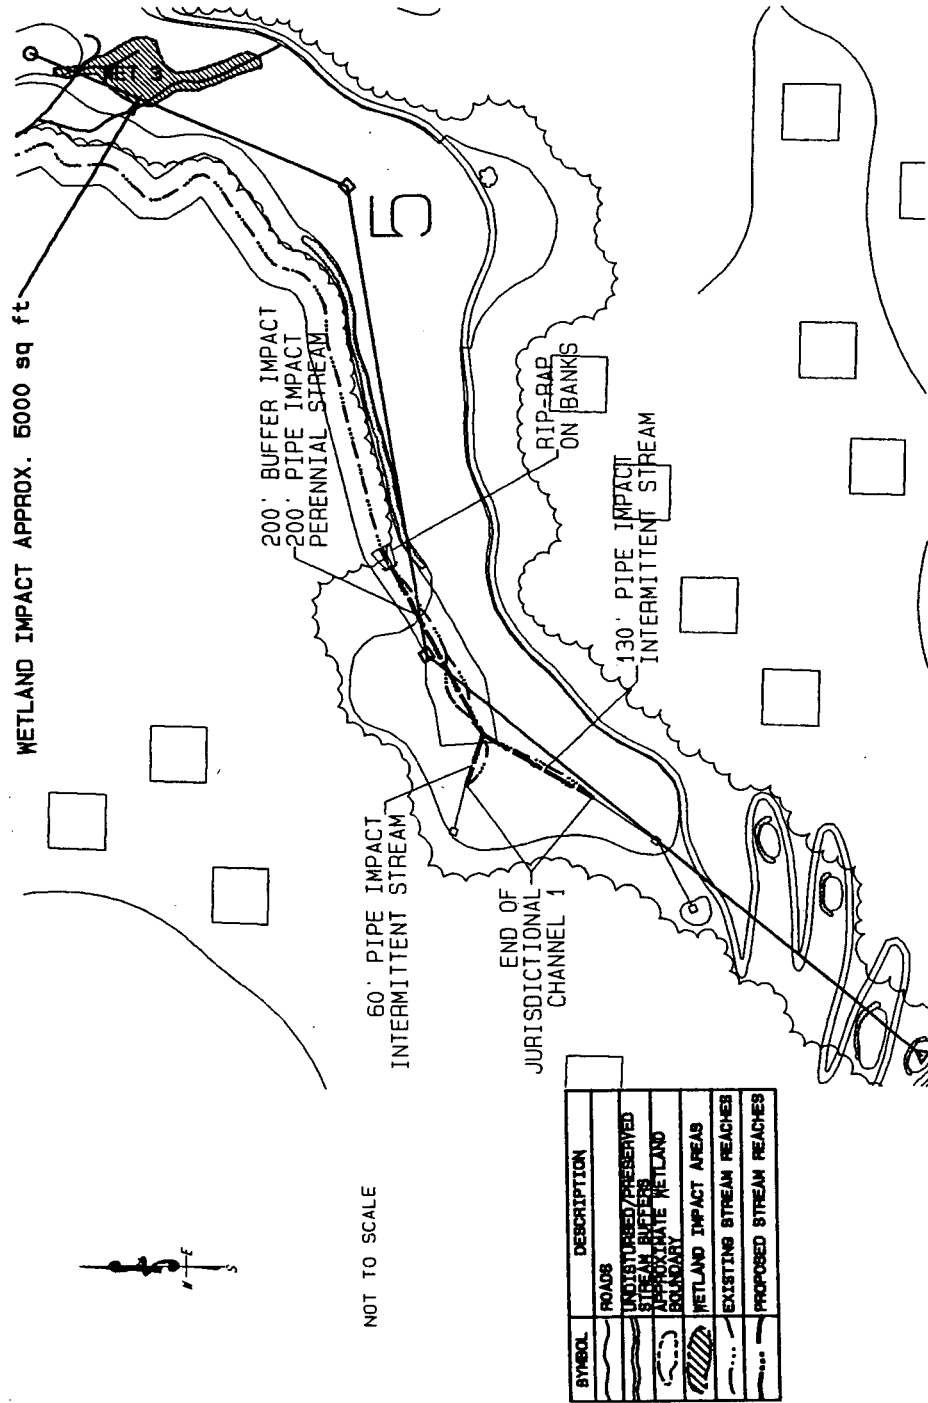 WETLAND IMPACT APPROX. 5000 sq ft
WET 3
5
200' BUFFER IMPACT
200' PIPE IMPACT
PERENNIAL STREAM
RIP-RAP
ON BANKS
130' PIPE IMPACT
INTERMITTENT STREAM
60' PIPE IMPACT
INTERMITTENT STREAM
END OF
JURISDICTIONAL
CHANNEL 1
NOT TO SCALE
E
S
SYMBOL
DESCRIPTION
ROADS
UNDISTURBED/PRESERVED
STREAM BUFFERS
APPROXIMATE WETLAND
BOUNDARY
WETLAND IMPACT AREAS
EXISTING STREAM REACHES
PROPOSED STREAM REACHES